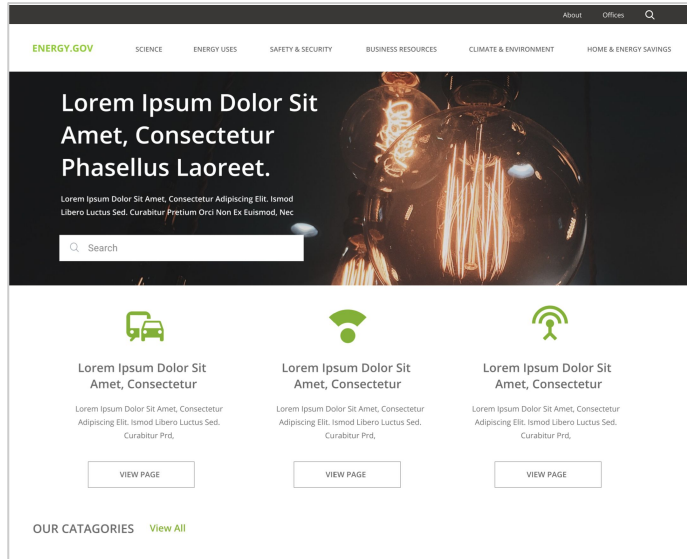 About Offices
ENERGY.GOV SCIENCE ENERGY USES SAFETY & SECURITY BUSINESS RESOURCES CLIMATE & ENVIRONMENT HOME & ENERGY SAVINGS
Lorem Ipsum Dolor Sit
Amet, Consectetur
Phasellus Laoreet.
Lorem Ipsum Dolor Sit Amet, Consectetur Adipiscing Elit. Ismod
Libero Luctus Sed. Curabitur Pretium Orci Non Ex Euismod, Nec
Search
Lorem Ipsum Dolor Sit
Amet, Consectetur
Lorem Ipsum Dolor Sit Amet, Consectetur
Adipiscing Elit. Ismod Libero Luctus Sed.
Curabitur Prd,
VIEW PAGE
Lorem Ipsum Dolor Sit
Amet, Consectetur
Lorem Ipsum Dolor Sit Amet, Consectetur
Adipiscing Elit. Ismod Libero Luctus Sed.
Curabitur Prd,
VIEW PAGE
Lorem Ipsum Dolor Sit
Amet, Consectetur
Lorem Ipsum Dolor Sit Amet, Consectetur
Adipiscing Elit. Ismod Libero Luctus Sed.
Curabitur Prd,
VIEW PAGE
OUR CATAGORIES View All